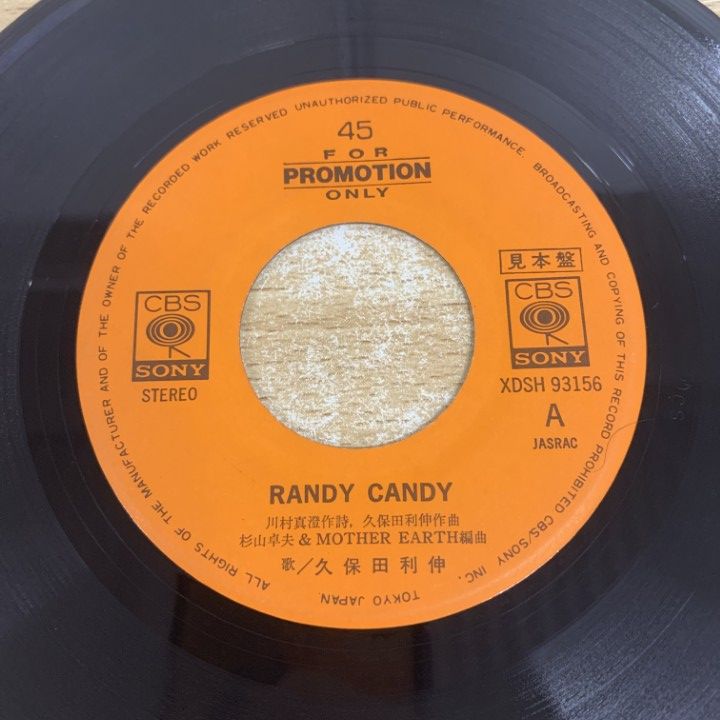 ALL RIGHTS OF THE MANUFACTURER AND OF THE OWNER OF THE RECORDED WORK RESERVED UNAUTHORIZED PUBLIC PERFORMANCE. BROADCASTING AND COPYING OF THIS RECORD PROHIBITED CBS/SONY INC.
TOKYO JAPAN.
45
FOR
PROMOTION
ONLY
CBS
SONY
STEREO
見本盤
CBS
SONY
XDSH 93156
A
JASRAC
RANDY CANDY
川村真澄作詩, 久保田利伸作曲
杉山卓夫 & MOTHER EARTH編曲
歌/久保田利伸